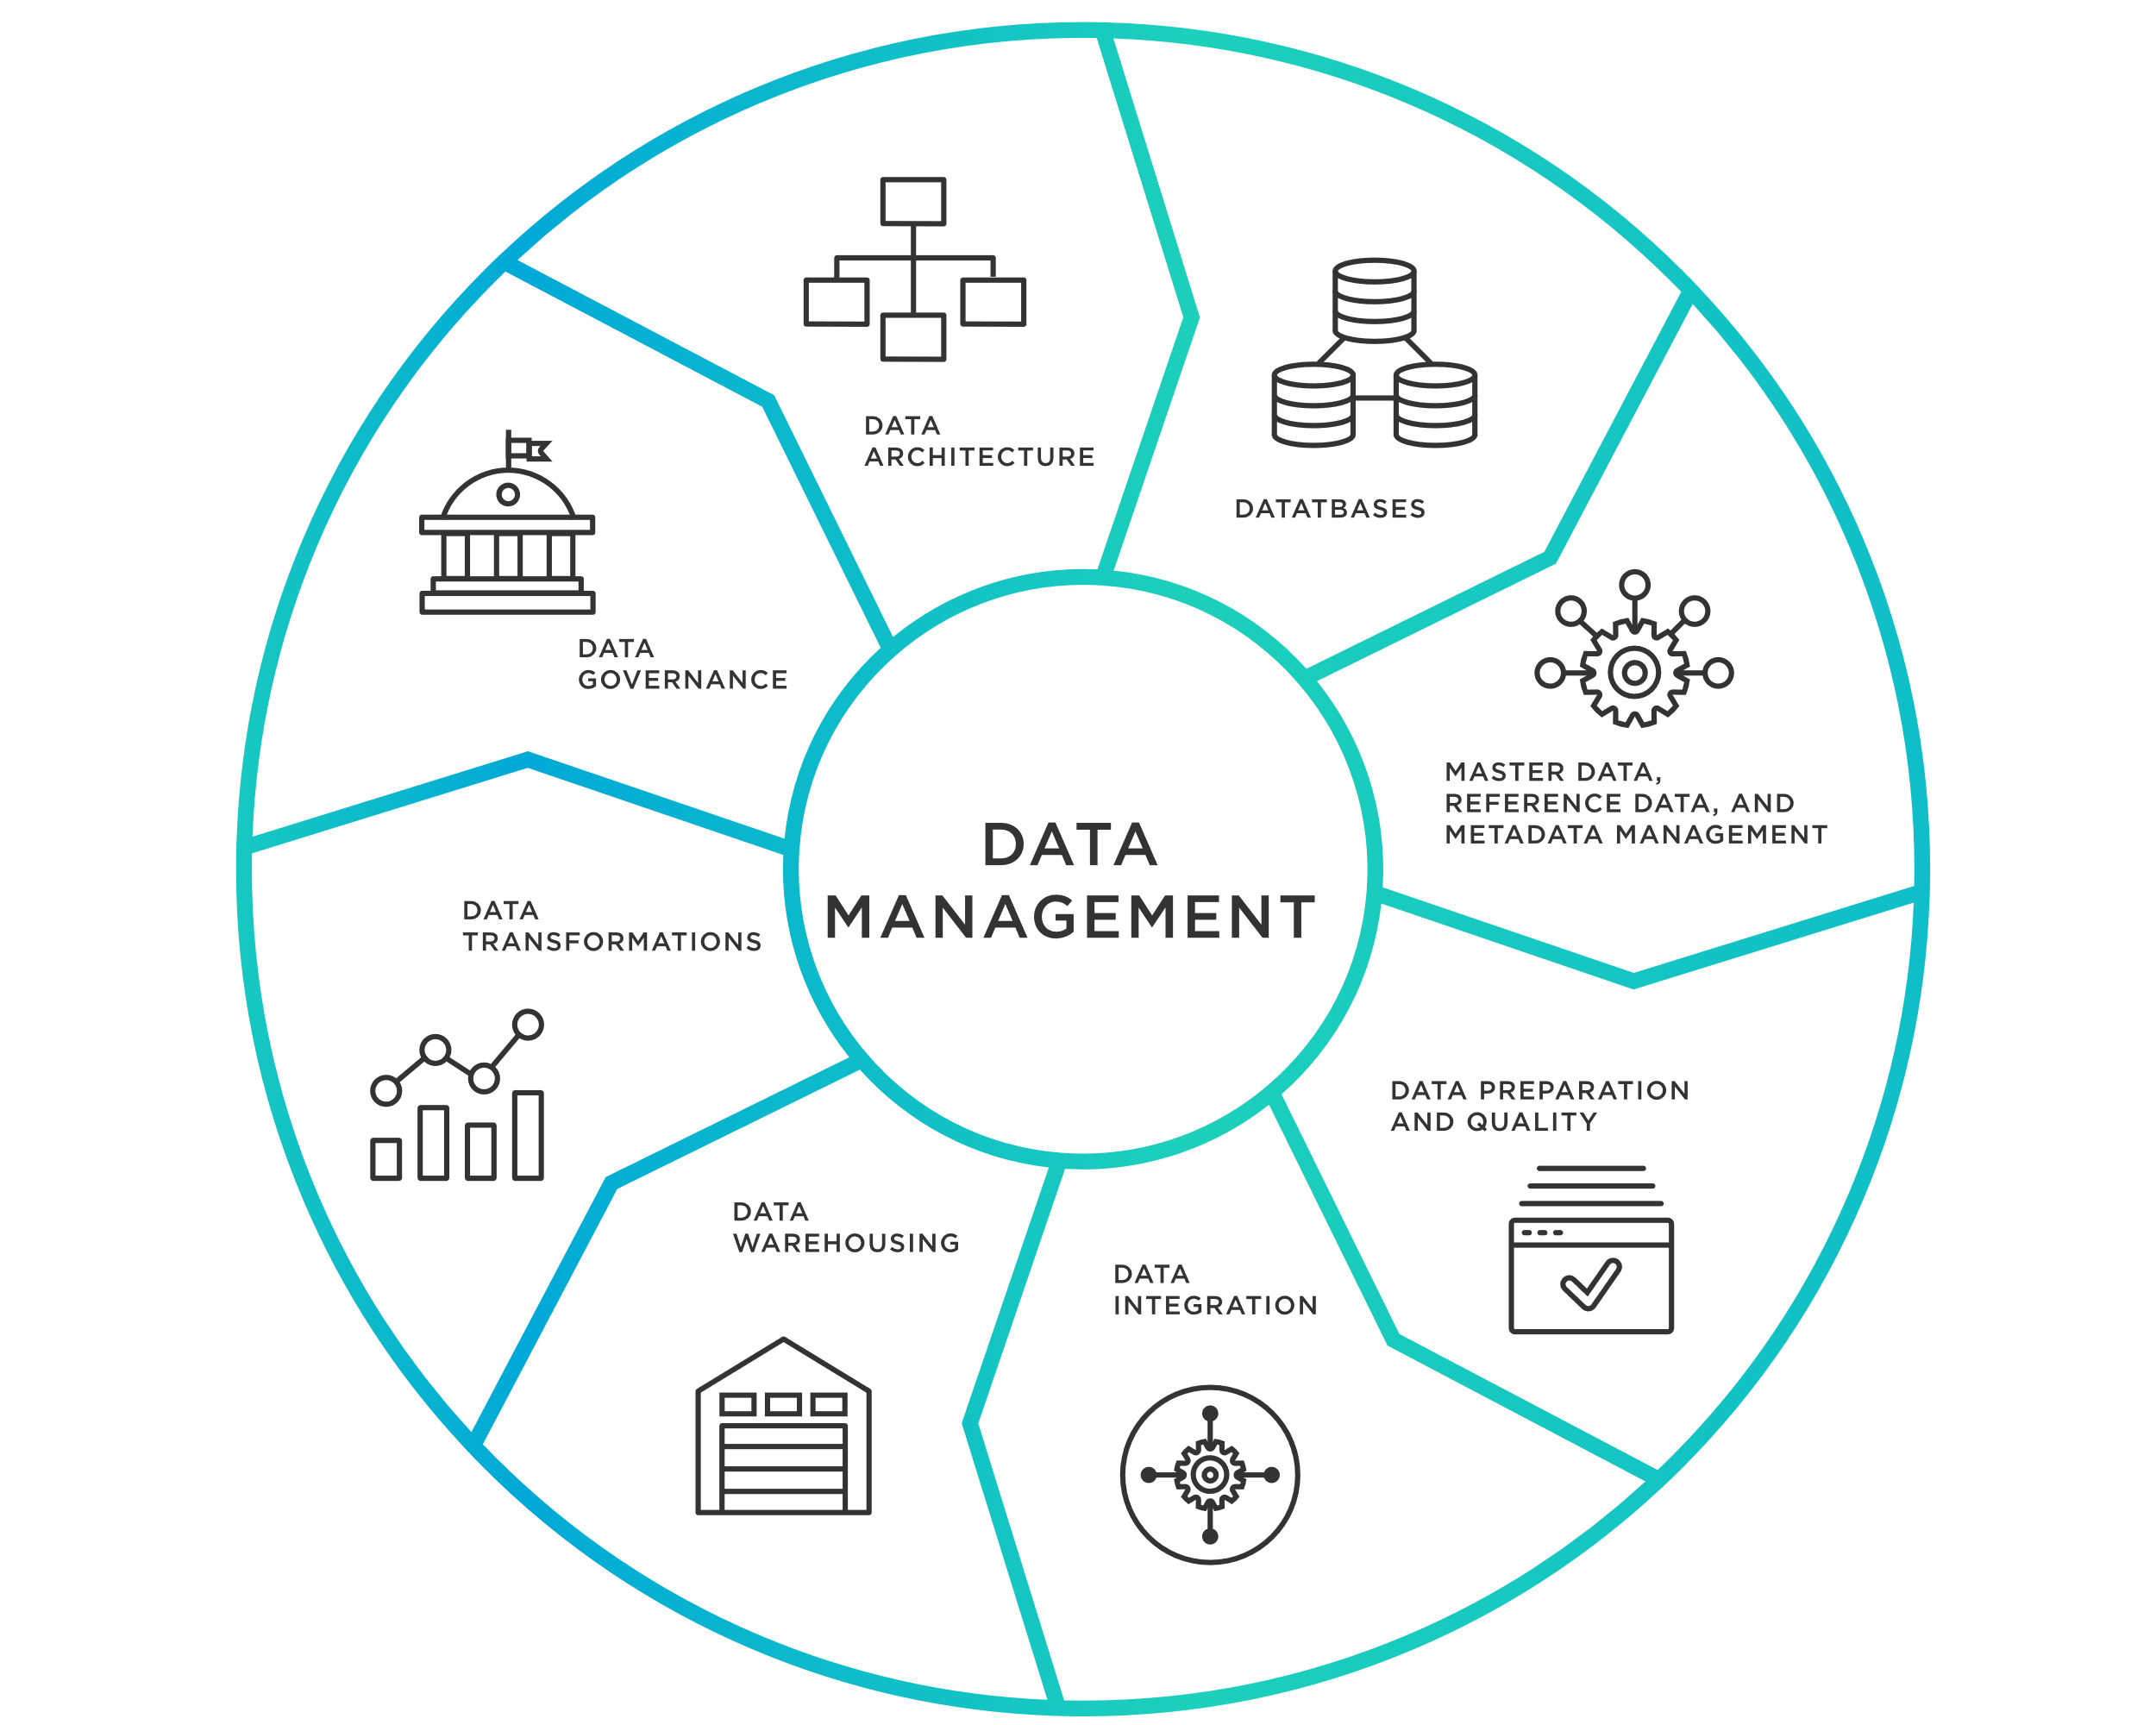 DATA
ARCHITECTURE
DATATBASES
DATA
GOVERNANCE
MASTER DATA,
REFERENCE DATA, AND
METADATA MANAGEMENT
DATA
MANAGEMENT
DATA
TRANSFORMATIONS
DATA PREPARATION
AND QUALITY
DATA
WAREHOUSING
DATA
INTEGRATION